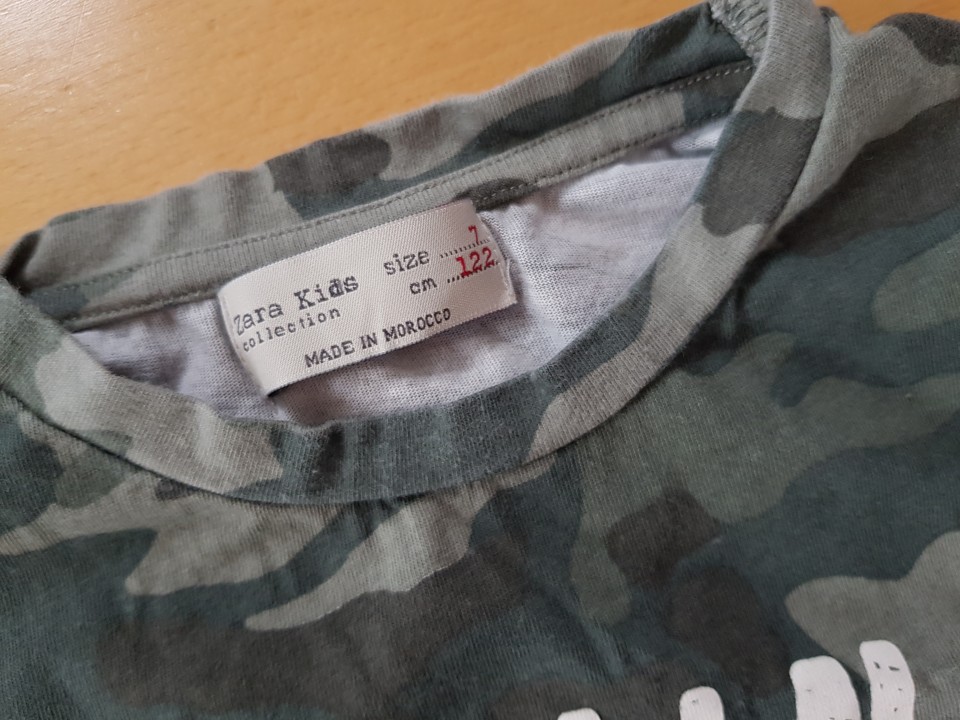 Zara Kids
collection
size ........7
cm ........122
MADE IN MOROCCO